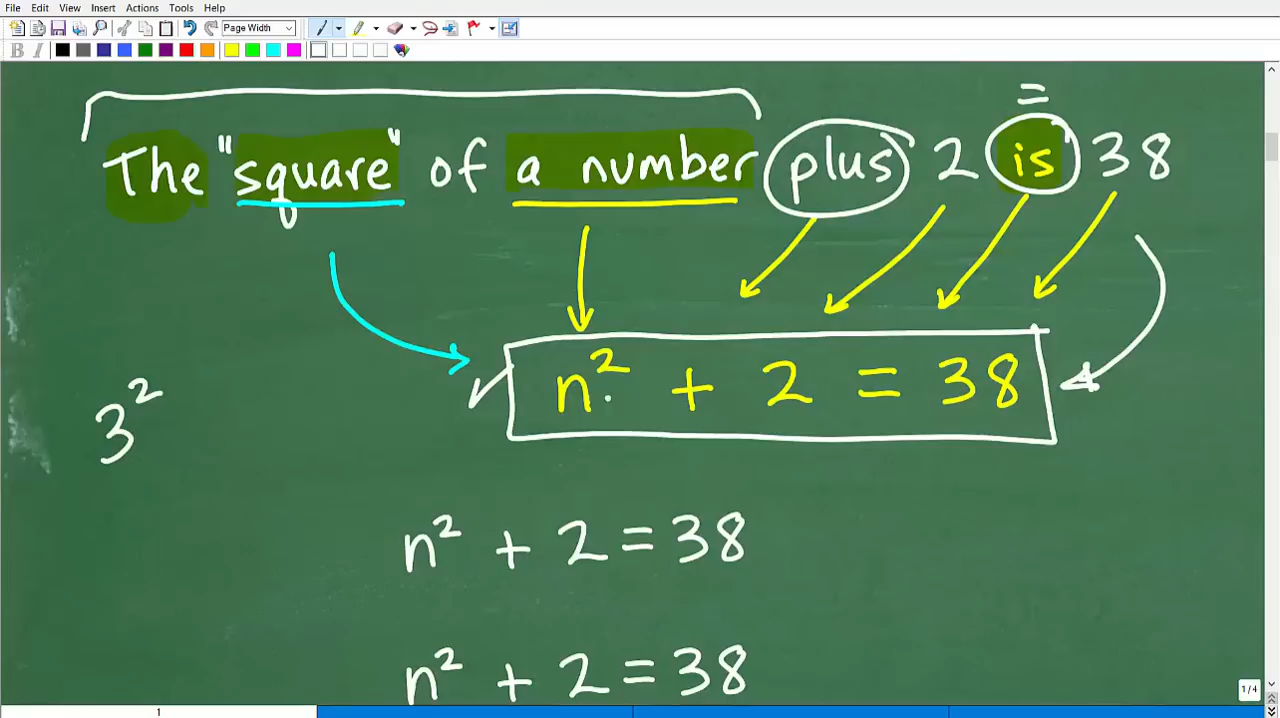 File Edit View Insert Actions Tools Help
Page Width
B I
=
The "square" of a number plus 2 is 38
n² + 2 = 38
3²
n² + 2 = 38
n² + 2 = 38
1/4
1